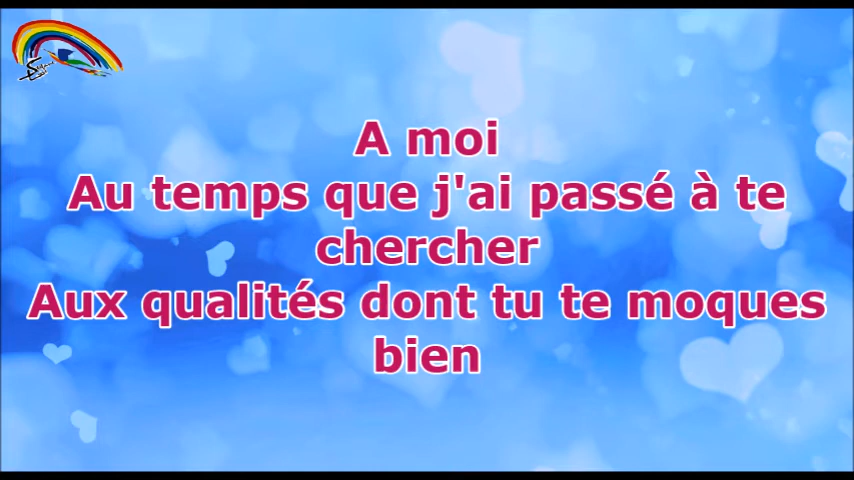 A moi
Au temps que j'ai passé à te
chercher
Aux qualités dont tu te moques
bien